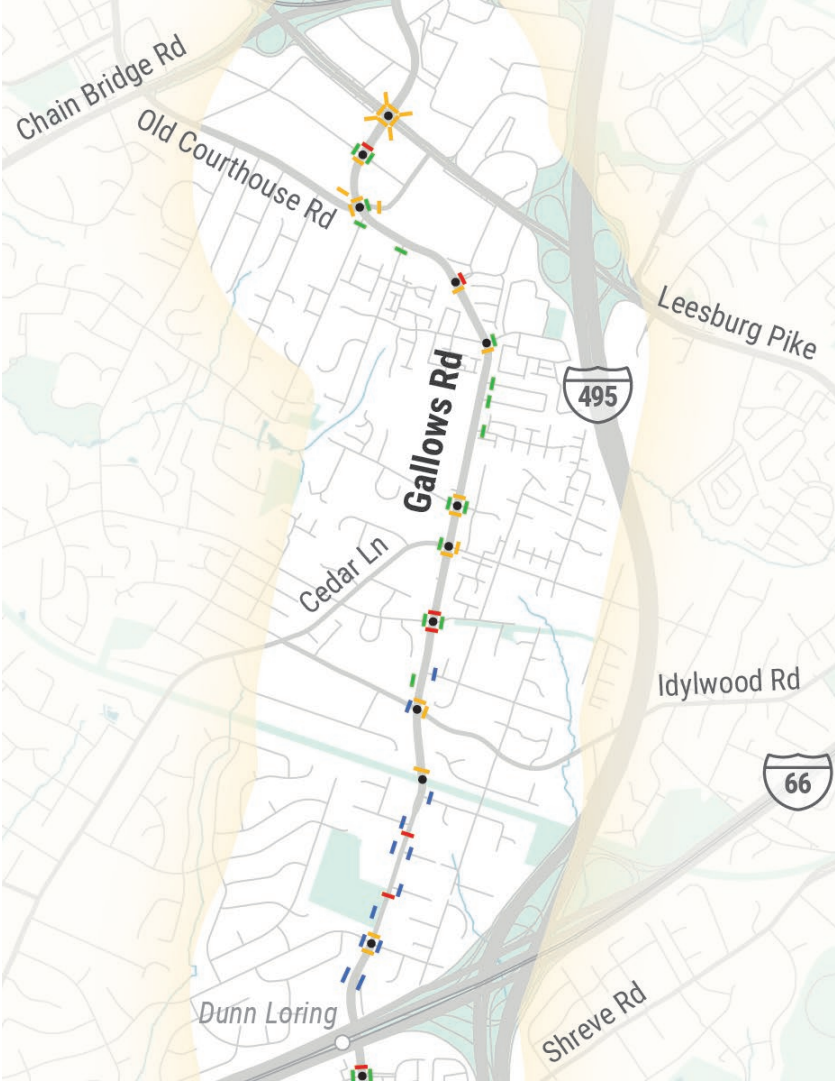 Chain Bridge Rd
Old Courthouse Rd
Leesburg Pike
495
Gallows Rd
Cedar Ln
Idylwood Rd
66
Dunn Loring
Shreve Rd